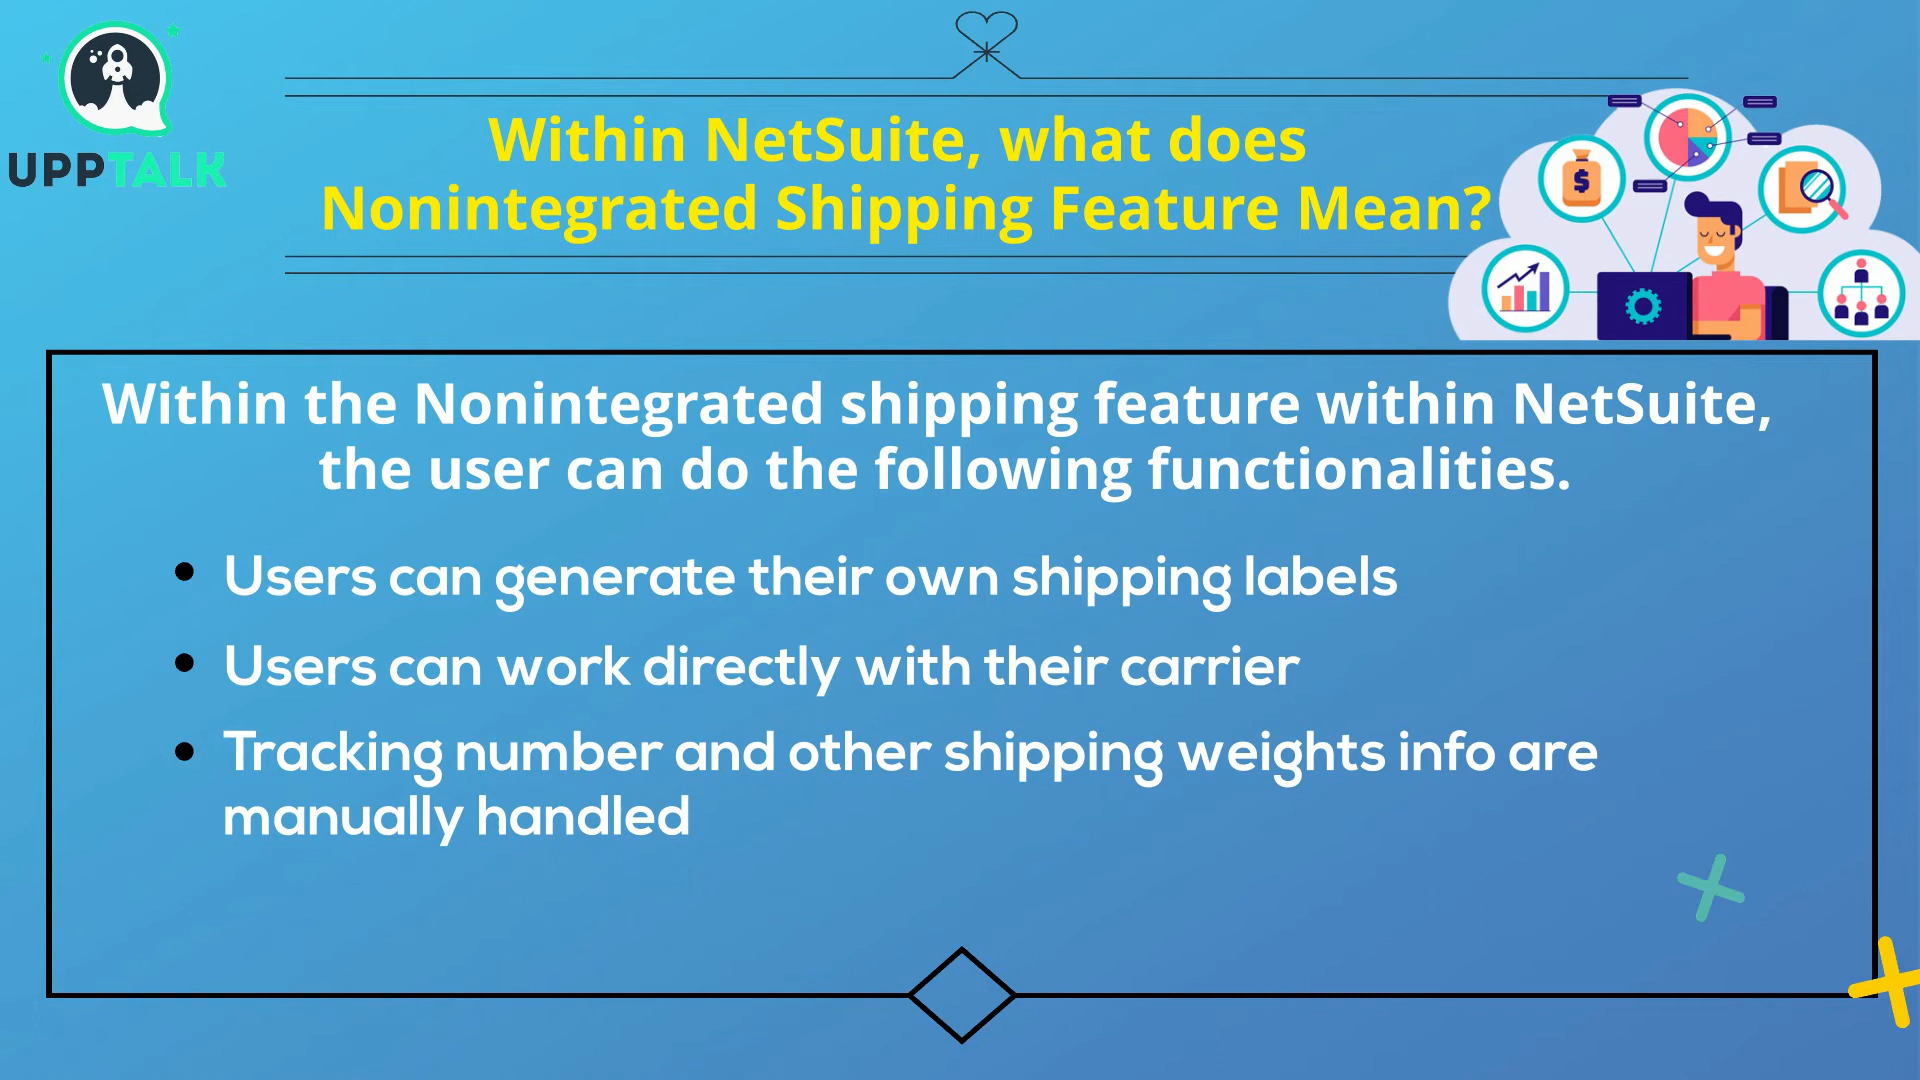 UPPTALK
Within NetSuite, what does
Nonintegrated Shipping Feature Mean?
$
Within the Nonintegrated shipping feature within NetSuite,
the user can do the following functionalities.
• Users can generate their own shipping labels
• Users can work directly with their carrier
• Tracking number and other shipping weights info are
manually handled